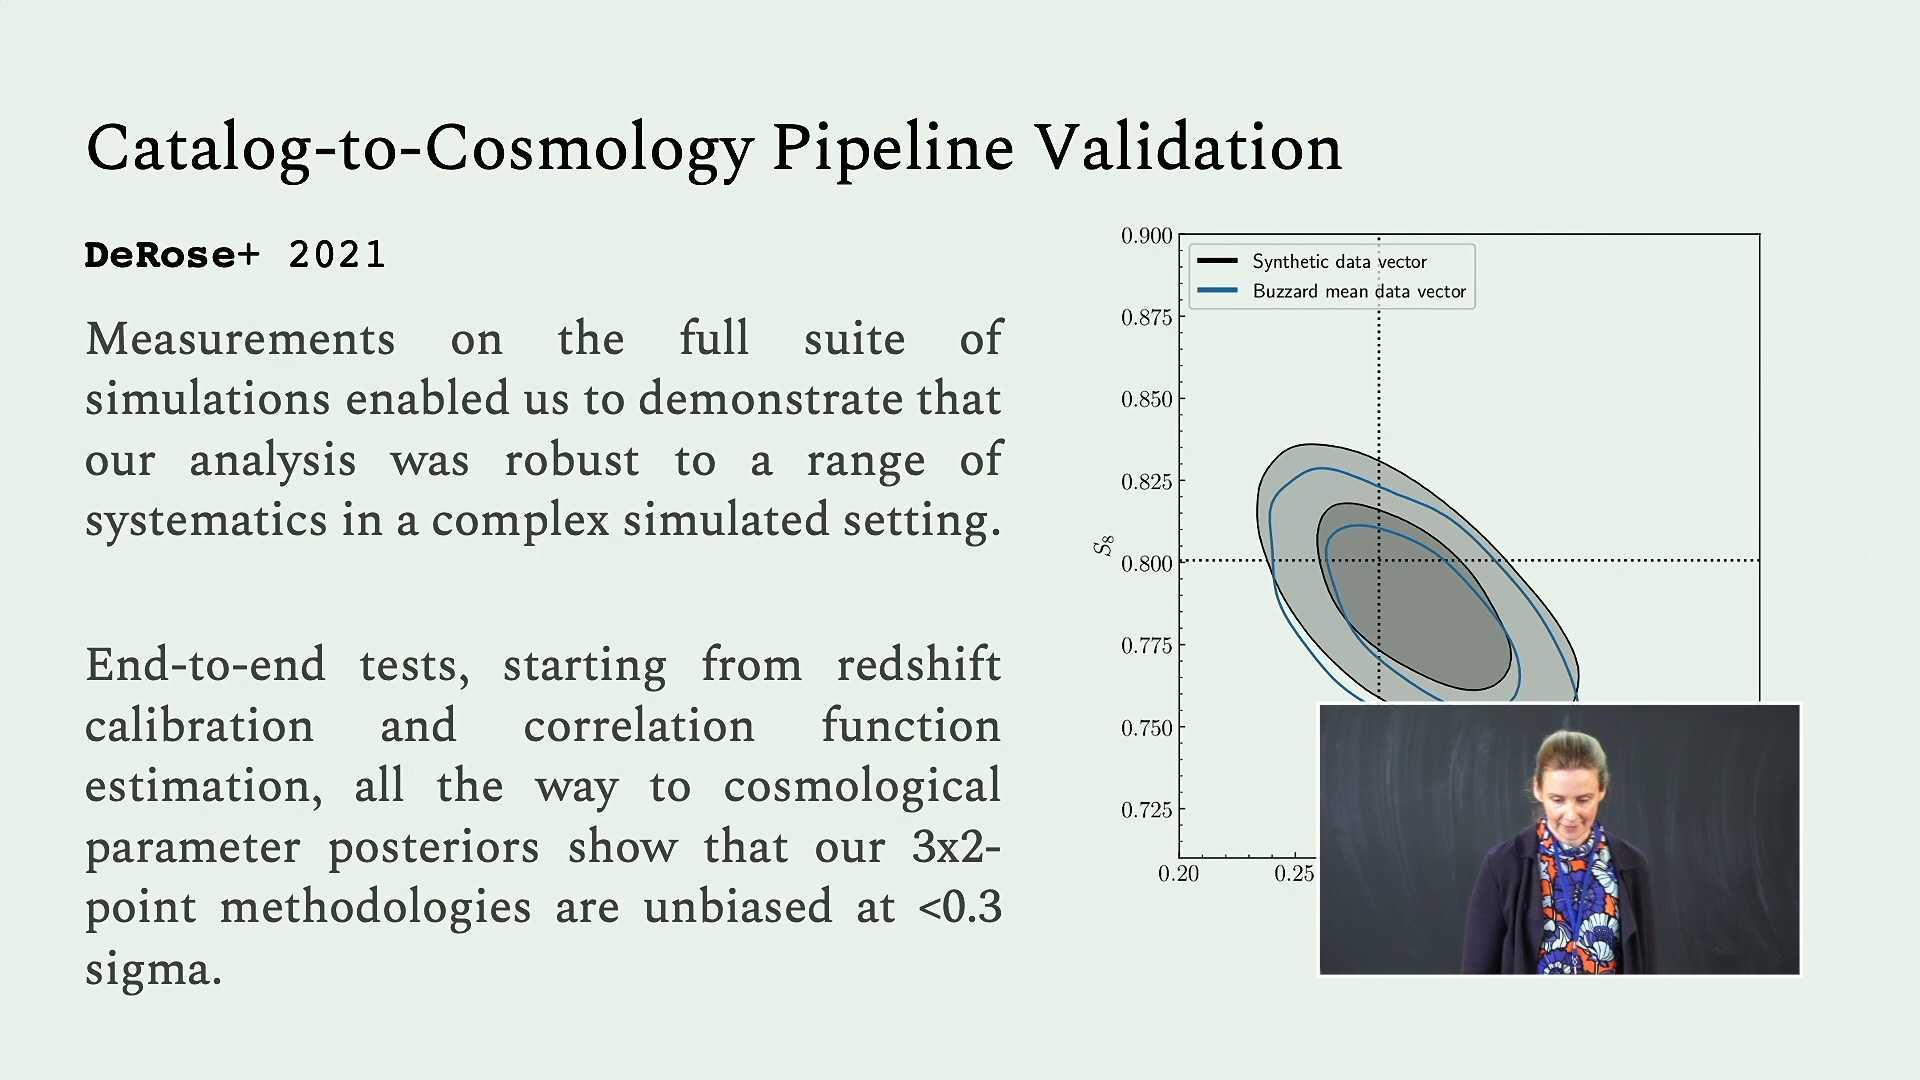 Catalog-to-Cosmology Pipeline Validation
DeRose+ 2021
Measurements on the full suite of
simulations enabled us to demonstrate that
our analysis was robust to a range of
systematics in a complex simulated setting.
End-to-end tests, starting from redshift
calibration and correlation function
estimation, all the way to cosmological
parameter posteriors show that our 3x2-
point methodologies are unbiased at <0.3
sigma.
Synthetic data vector
Buzzard mean data vector
0.900
0.875
0.850
0.825
0.800
0.775
0.750
0.725
S8
0.20
0.25